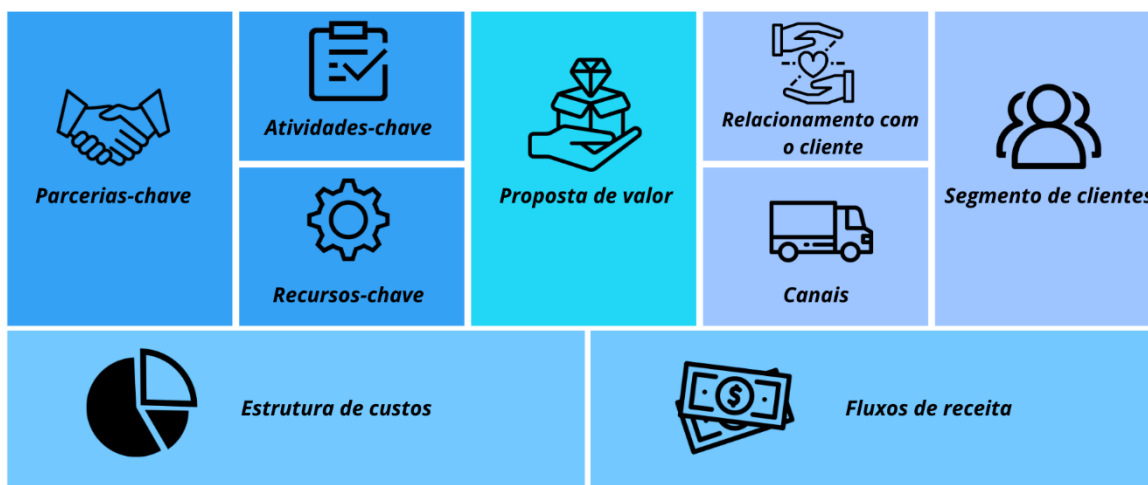 Parcerias-chave
Atividades-chave
Recursos-chave
Proposta de valor
Relacionamento com
o cliente
Canais
Segmento de clientes
Estrutura de custos
$
Fluxos de receita